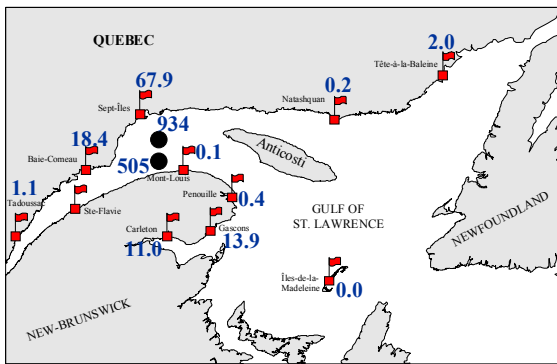 2.0
QUEBEC
Tête-à-la-Baleine
67.9
0.2
Sept-Îles
Natashquan
934
18.4
Anticosti
505
0.1
Baie-Comeau
Mont-Louis
1.1
Tadoussac
Penouille
0.4
Ste-Flavie
GULF OF
ST. LAWRENCE
NEWFOUNDLAND
Carleton
Gascons
11.0
13.9
Îles-de-la-
Madeleine
0.0
NEW-BRUNSWICK